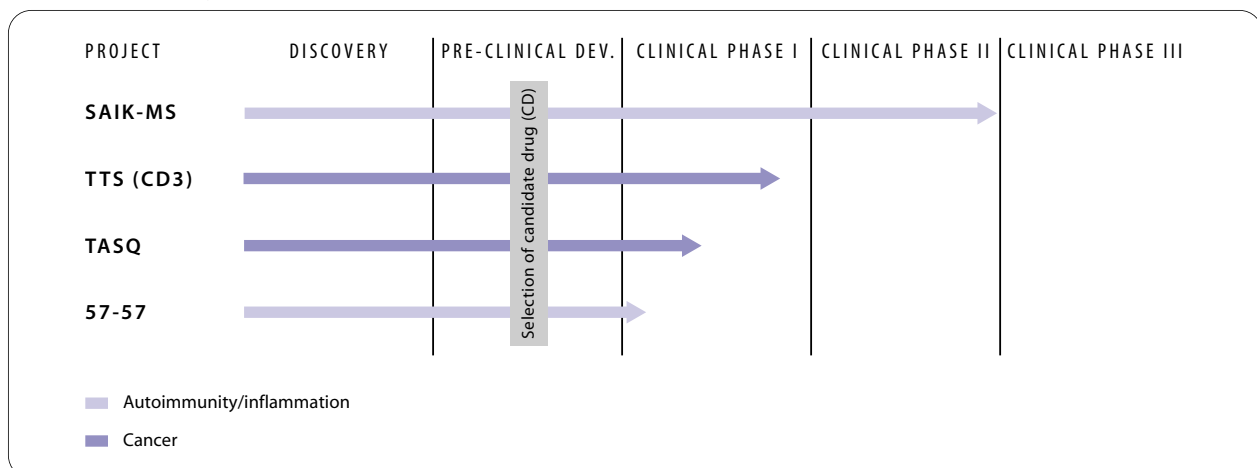 PROJECT DISCOVERY PRE-CLINICAL DEV. CLINICAL PHASE I CLINICAL PHASE II CLINICAL PHASE III
SAIK-MS
TTS (CD3)
TASQ
57-57
Selection of candidate drug (CD)
Autoimmunity/inflammation
Cancer